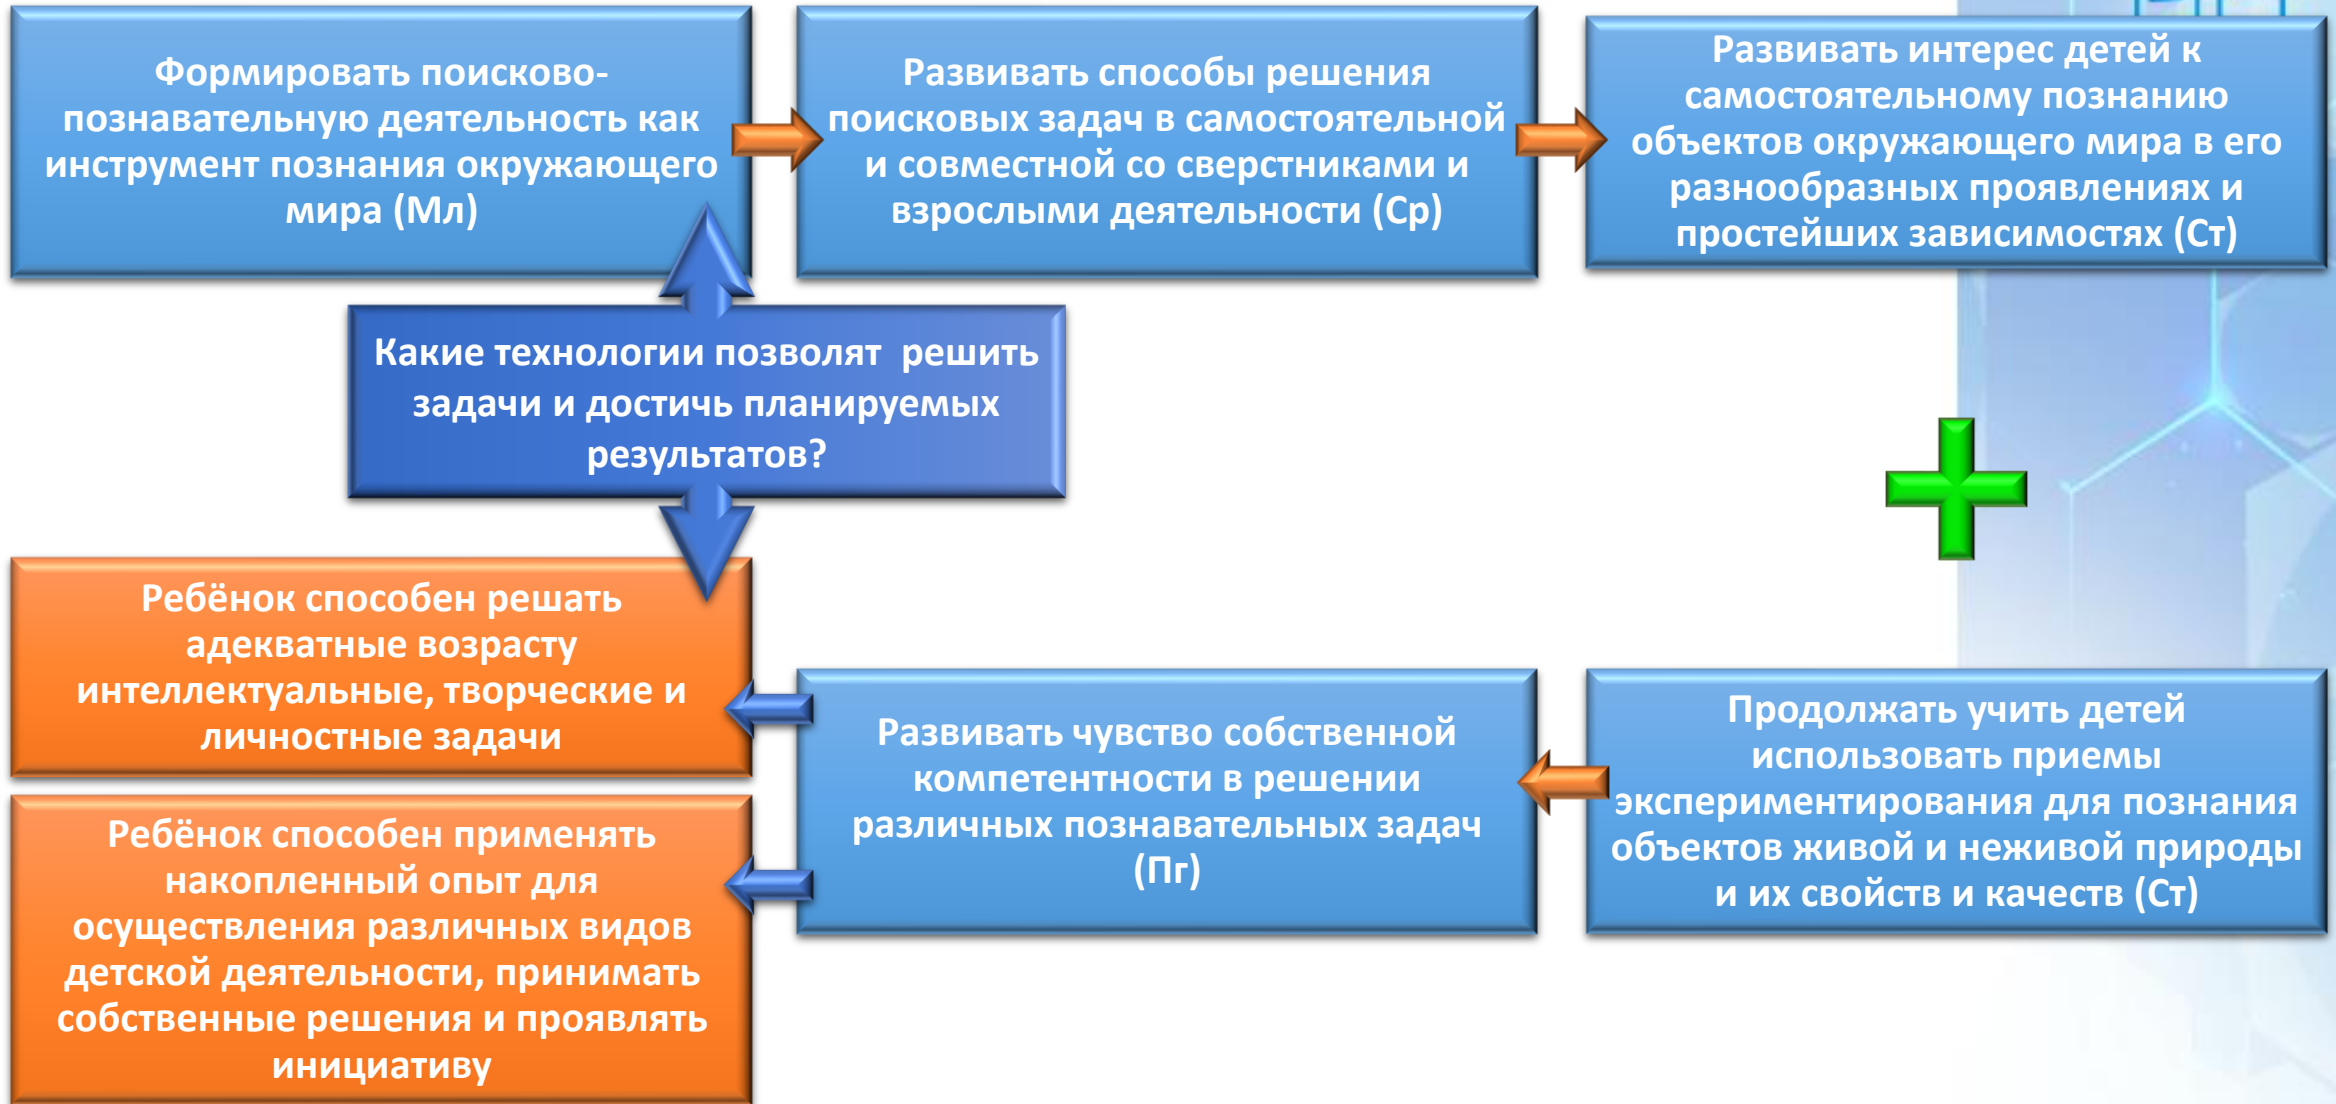 Формировать поисково-
познавательную деятельность как
инструмент познания окружающего
мира (Мл)
Развивать способы решения
поисковых задач в самостоятельной
и совместной со сверстниками и
взрослыми деятельности (Ср)
Развивать интерес детей к
самостоятельному познанию
объектов окружающего мира в его
разнообразных проявлениях и
простейших зависимостях (Ст)
Какие технологии позволят решить
задачи и достичь планируемых
результатов?
Ребёнок способен решать
адекватные возрасту
интеллектуальные, творческие и
личностные задачи
Развивать чувство собственной
компетентности в решении
различных познавательных задач
(Пг)
Продолжать учить детей
использовать приемы
экспериментирования для познания
объектов живой и неживой природы
и их свойств и качеств (Ст)
Ребёнок способен применять
накопленный опыт для
осуществления различных видов
детской деятельности, принимать
собственные решения и проявлять
инициативу